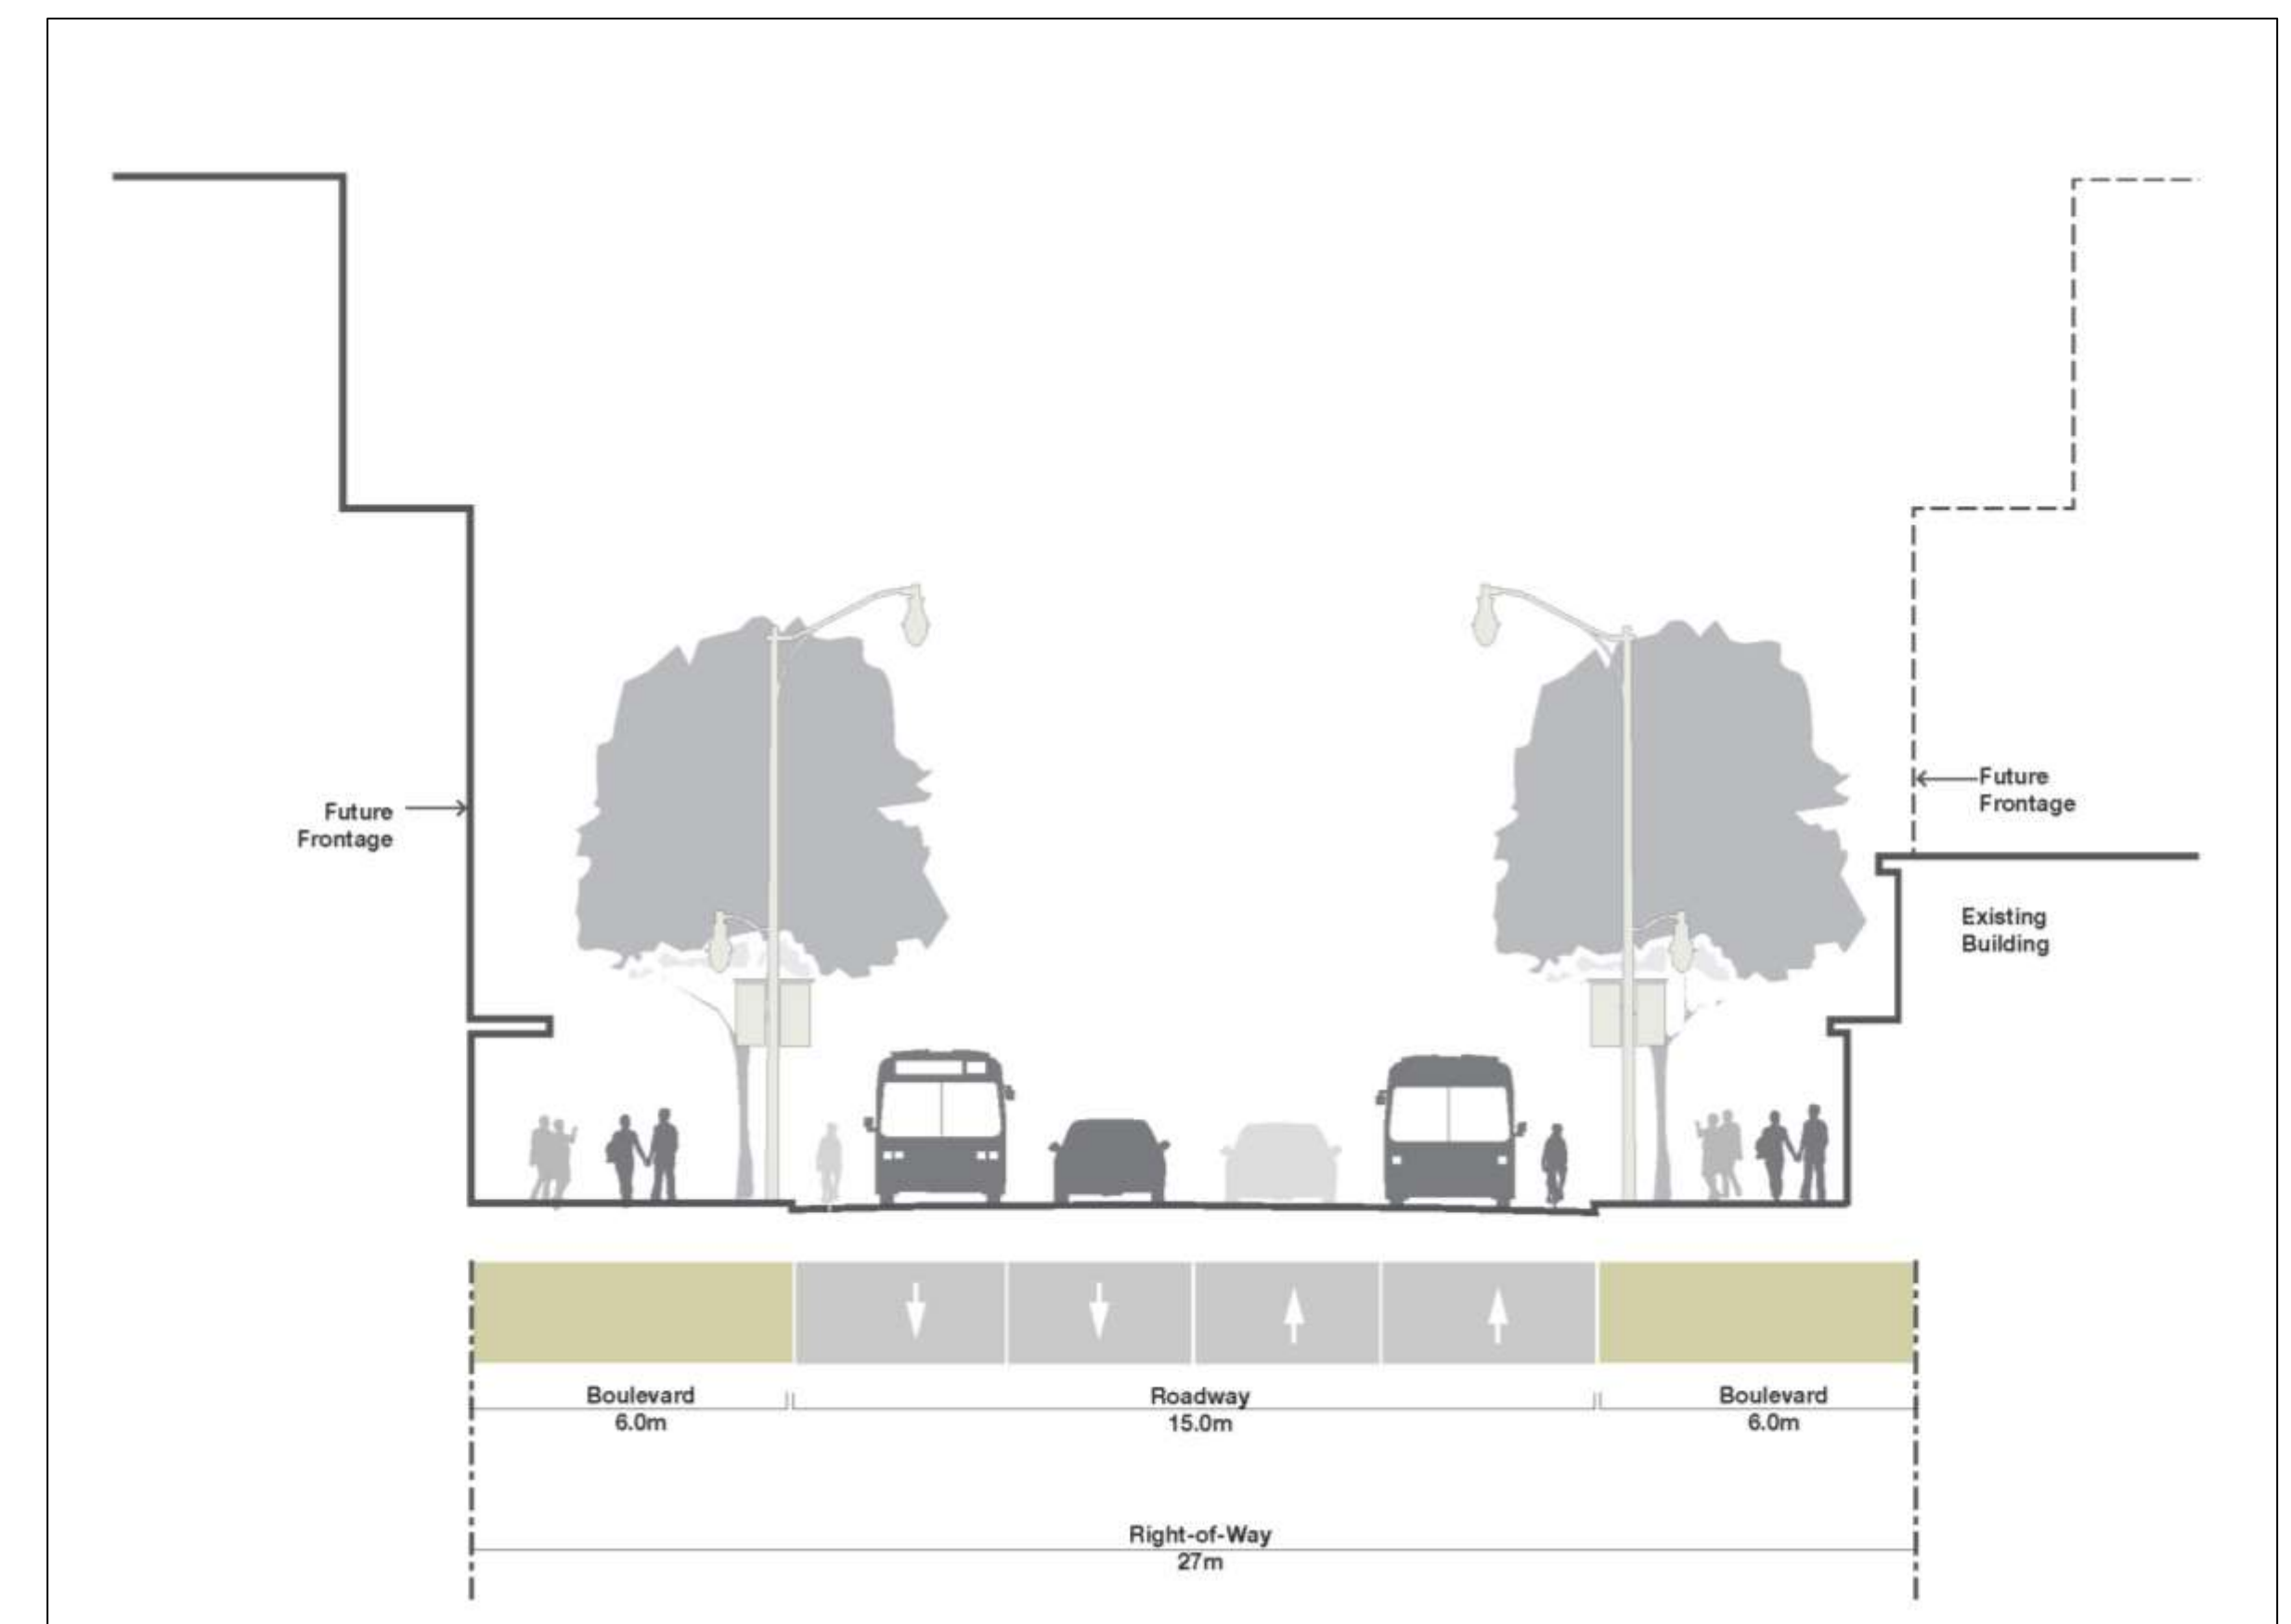 Future
Frontage
Future
Frontage
Existing
Building
Boulevard
6.0m
Roadway
15.0m
Boulevard
6.0m
Right-of-Way
27m